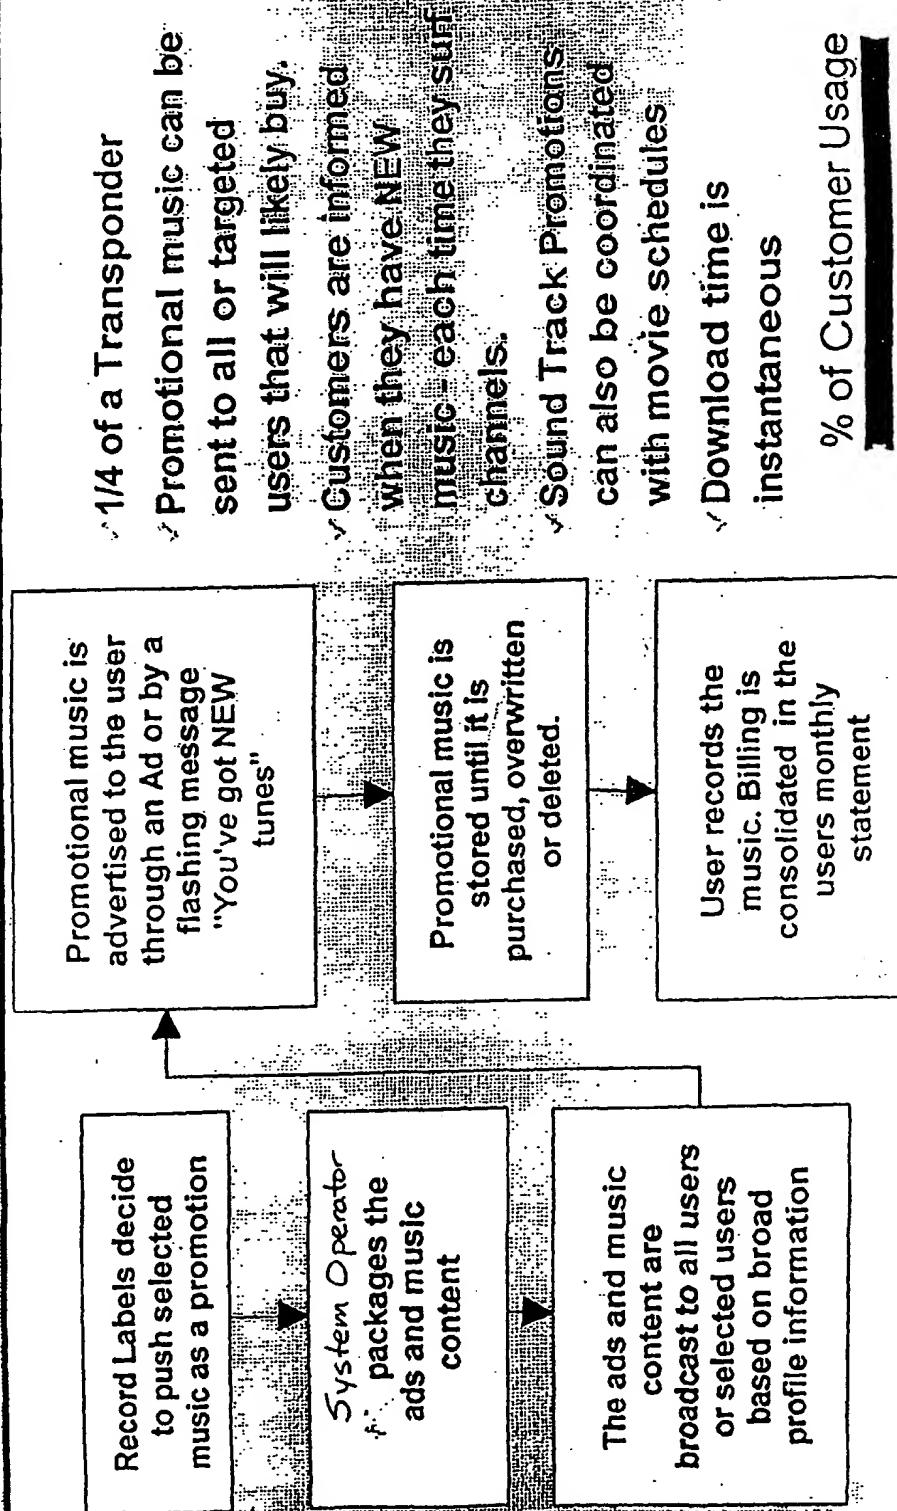 Record Labels decide
to push selected
music as a promotion
System Operator
packages the
ads and music
content
The ads and music
content are
broadcast to all users
or selected users
based on broad
profile information
Promotional music is
advertised to the user
through an Ad or by a
flashing message
"You've got NEW
tunes"
Promotional music is
stored until it is
purchased, overwritten
or deleted.
User records the
music. Billing is
consolidated in the
users monthly
statement
✓ 1/4 of a Transponder
✓ Promotional music can be
sent to all or targeted
users that will likely buy.
✓ Customers are informed
when they have NEW
music - each time they surf
channels.
✓ Sound Track Promotions
can also be coordinated
with movie schedules
✓ Download time is
instantaneous
% of Customer Usage